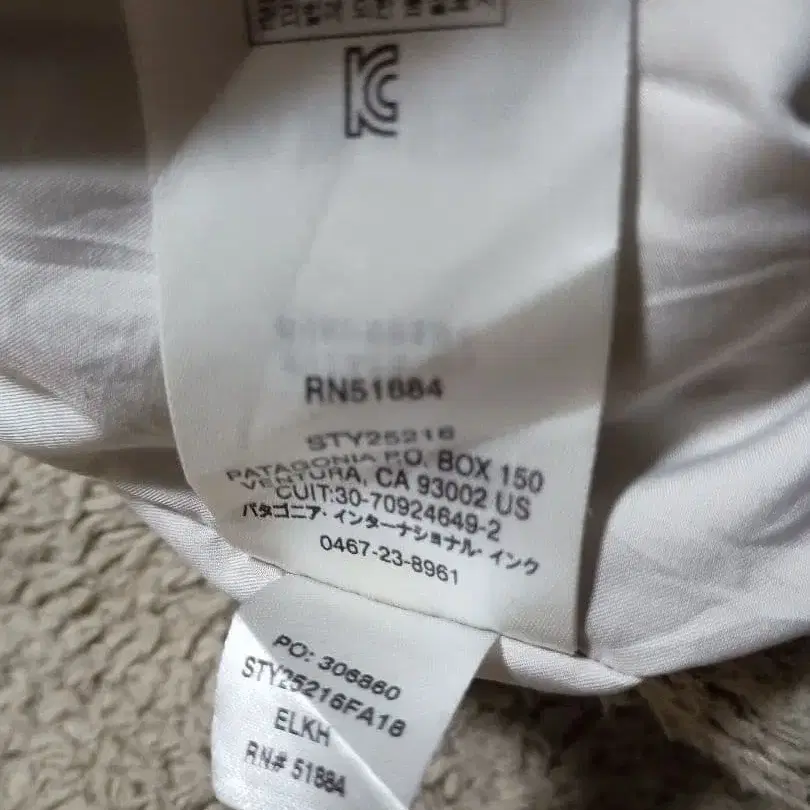 RN51884
STY25216
PATAGONIA P.O. BOX 150
VENTURA, CA 93002 US
CUIT:30-70924649-2
パタゴニア・インターナショナル・インク
0467-23-8961
PO: 306860
STY25216FA18
ELKH
RN# 51884